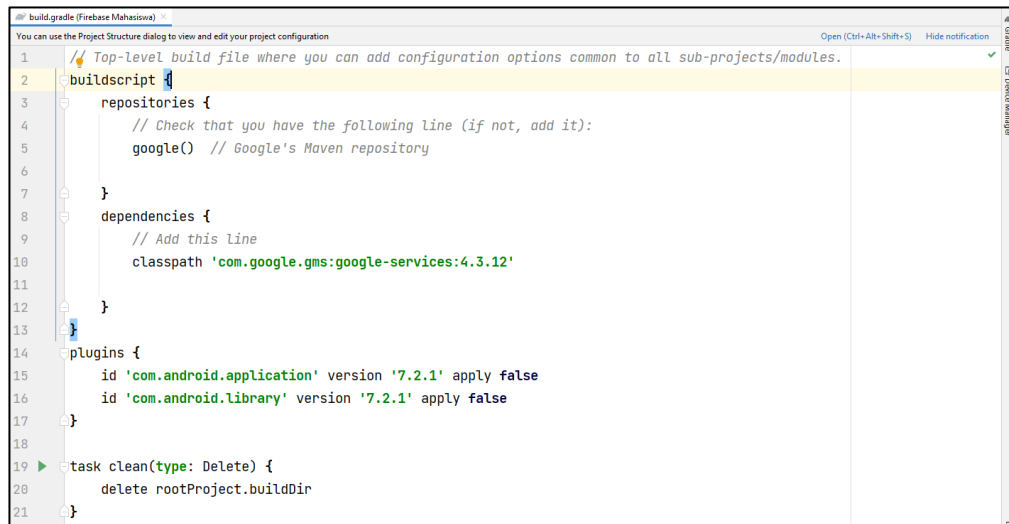 build.gradle (Firebase Mahasiswa)
You can use the Project Structure dialog to view and edit your project configuration Open (Ctrl+Alt+Shift+S) Hide notification
1 // Top-level build file where you can add configuration options common to all sub-projects/modules.
2 buildscript {
3 repositories {
4 // Check that you have the following line (if not, add it):
5 google() // Google's Maven repository
6
7 }
8 dependencies {
9 // Add this line
10 classpath 'com.google.gms:google-services:4.3.12'
11
12 }
13 }
14 plugins {
15 id 'com.android.application' version '7.2.1' apply false
16 id 'com.android.library' version '7.2.1' apply false
17 }
18
19 task clean(type: Delete) {
20 delete rootProject.buildDir
21 }
Gradle
Device Manager